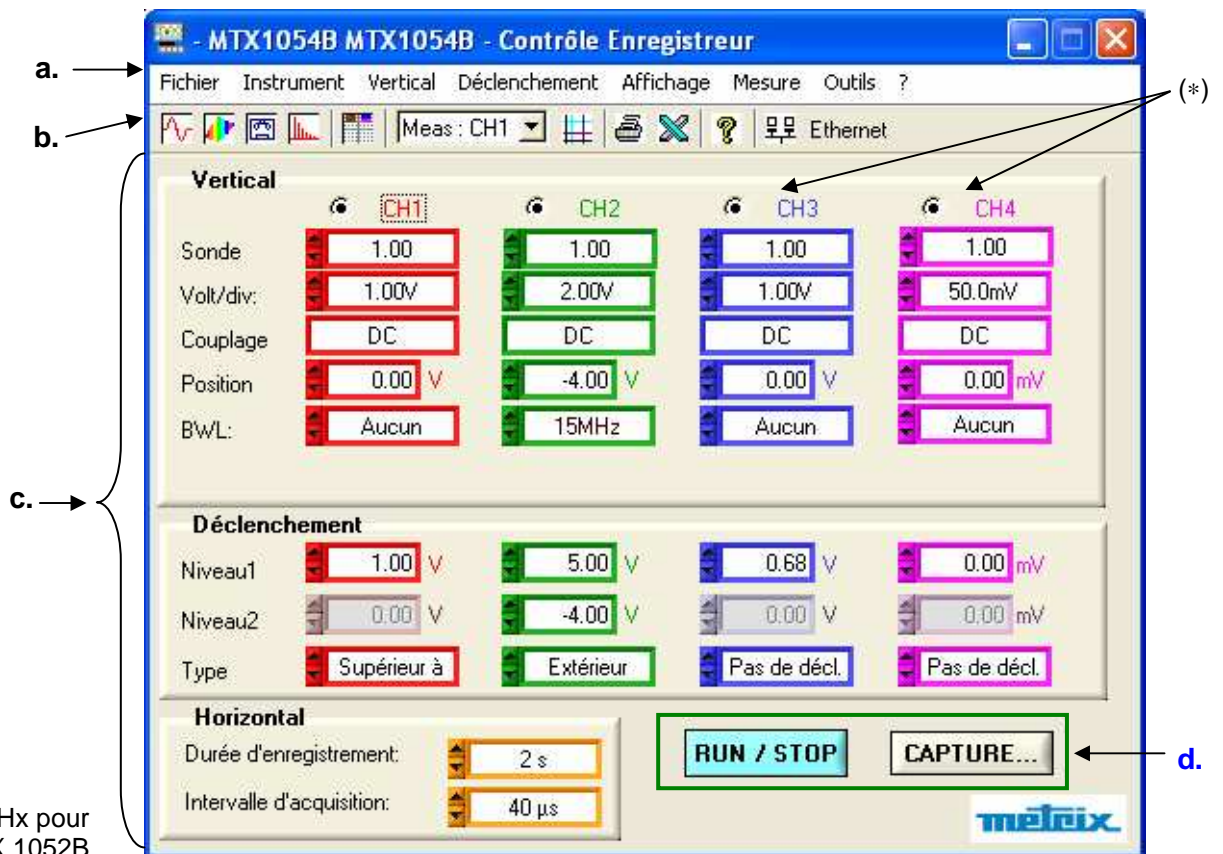 - MTX1054B MTX1054B - Contrôle Enregistreur
a.
Fichier Instrument Vertical Déclenchement Affichage Mesure Outils ?
(*)
b.
Meas : CH1 Ethernet
Vertical
CH1 CH2 CH3 CH4
Sonde 1.00 1.00 1.00 1.00
Volt/div: 1.00V 2.00V 1.00V 50.0mV
Couplage DC DC DC DC
Position 0.00 V -4.00 V 0.00 V 0.00 mV
BWL: Aucun 15MHz Aucun Aucun
c.
Déclenchement
Niveau1 1.00 V 5.00 V 0.68 V 0.00 mV
Niveau2 0.00 V -4.00 V 0.00 V 0.00 mV
Type Supérieur à Extérieur Pas de décl. Pas de décl.
Horizontal
Durée d'enregistrement: 2 s
RUN / STOP CAPTURE...
d.
Intervalle d'acquisition: 40 µs
metrix
Hx pour
1052B